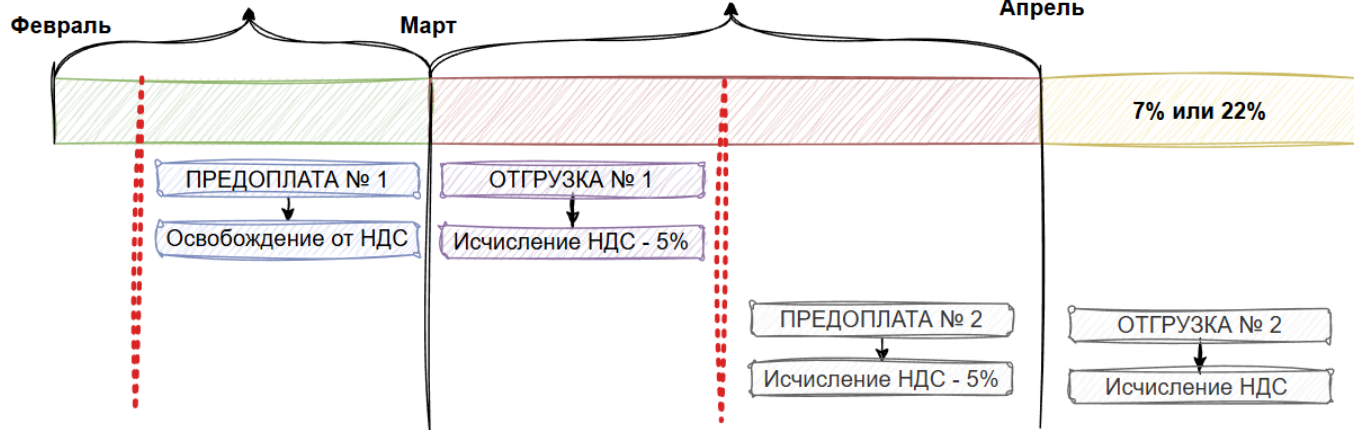 Февраль
Март
Апрель
7% или 22%
ПРЕДОПЛАТА № 1
ОТГРУЗКА № 1
Освобождение от НДС
Исчисление НДС - 5%
ПРЕДОПЛАТА № 2
ОТГРУЗКА № 2
Исчисление НДС - 5%
Исчисление НДС